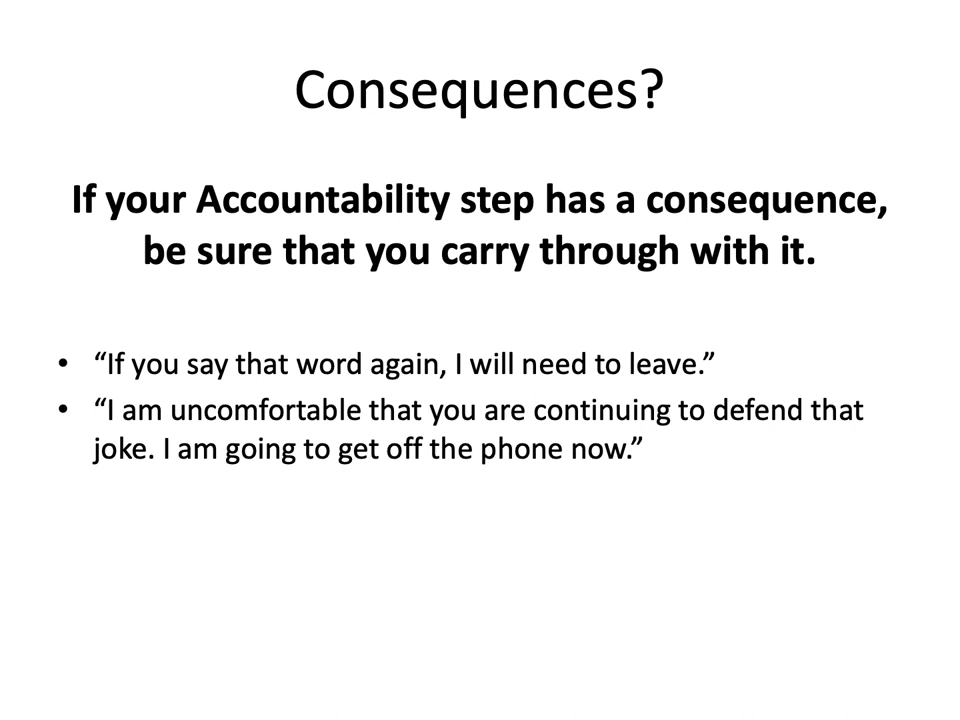 Consequences?
If your Accountability step has a consequence,
be sure that you carry through with it.
• “If you say that word again, I will need to leave.”
• “I am uncomfortable that you are continuing to defend that
joke. I am going to get off the phone now.”